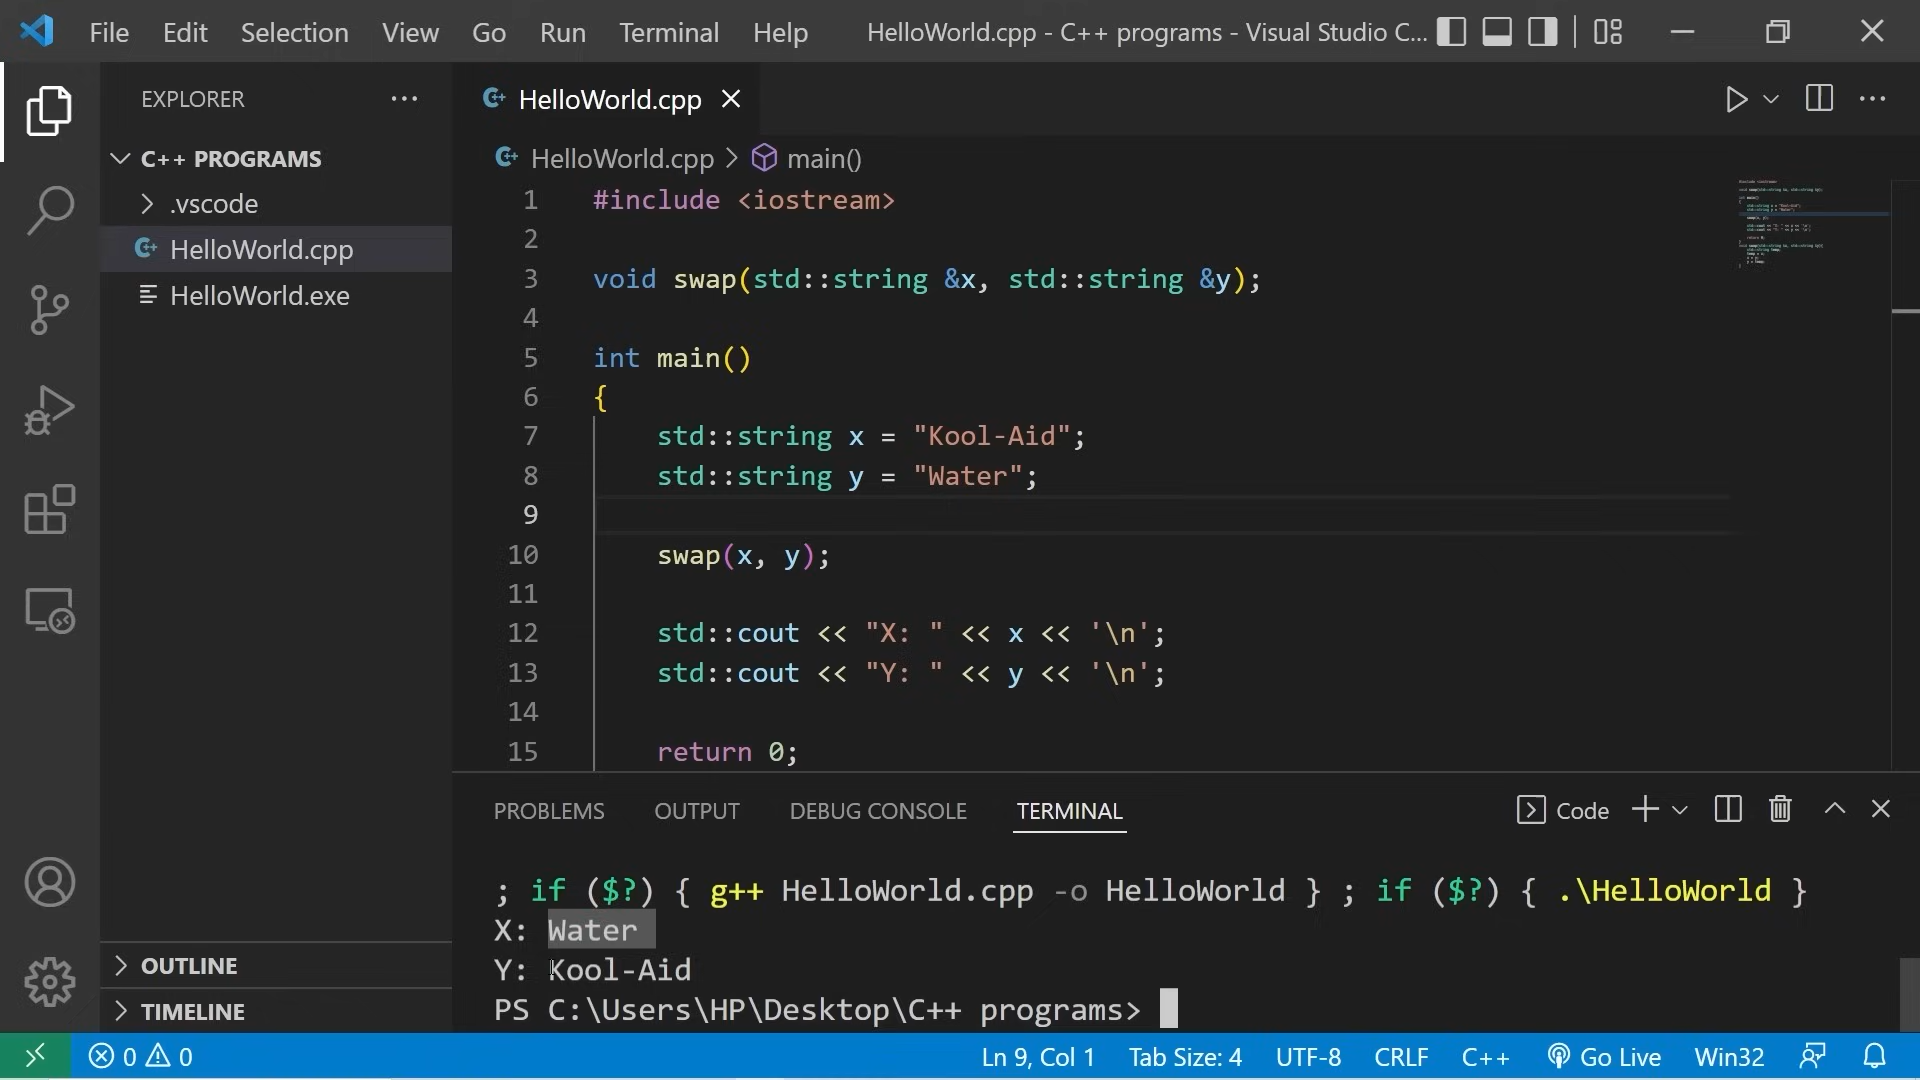 File Edit Selection View Go Run Terminal Help HelloWorld.cpp - C++ programs - Visual Studio C...
EXPLORER
C++ PROGRAMS
.vscode
HelloWorld.cpp
HelloWorld.exe
OUTLINE
TIMELINE
HelloWorld.cpp
HelloWorld.cpp > main()
1 #include <iostream>
2
3 void swap(std::string &x, std::string &y);
4
5 int main()
6 {
7 std::string x = "Kool-Aid";
8 std::string y = "Water";
9
10 swap(x, y);
11
12 std::cout << "X: " << x << '\n';
13 std::cout << "Y: " << y << '\n';
14
15 return 0;
PROBLEMS OUTPUT DEBUG CONSOLE TERMINAL Code
; if ($?) { g++ HelloWorld.cpp -o HelloWorld } ; if ($?) { .\HelloWorld }
X: Water
Y: Kool-Aid
PS C:\Users\HP\Desktop\C++ programs>
0 0 Ln 9, Col 1 Tab Size: 4 UTF-8 CRLF C++ Go Live Win32